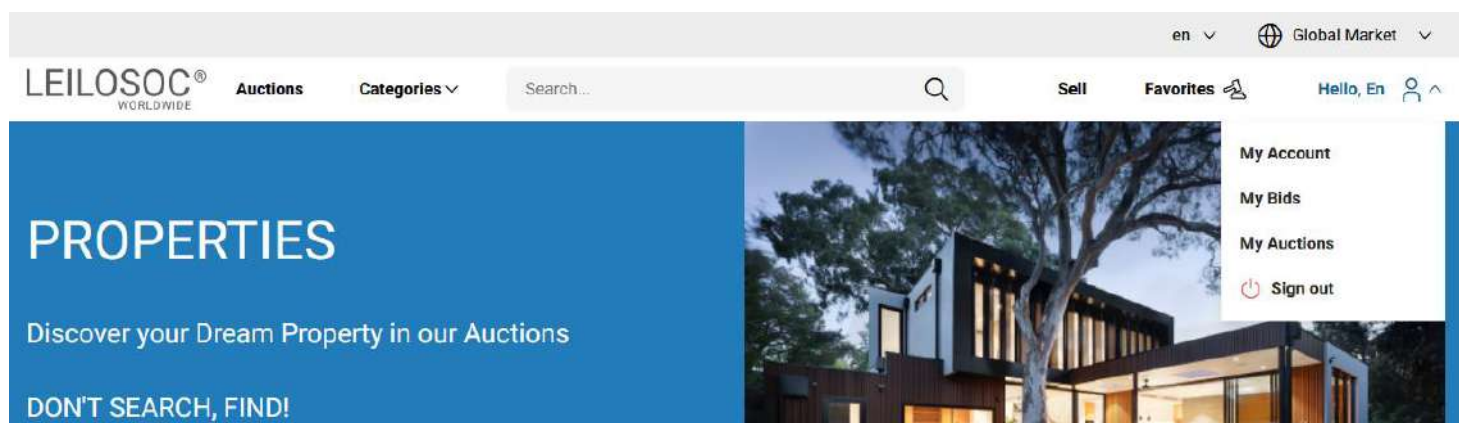 en Global Market
LEILOSOC® Auctions Categories Search... Sell Favorites Hello, En
WORLDWIDE
My Account
My Bids
My Auctions
Sign out
PROPERTIES
Discover your Dream Property in our Auctions
DON'T SEARCH, FIND!